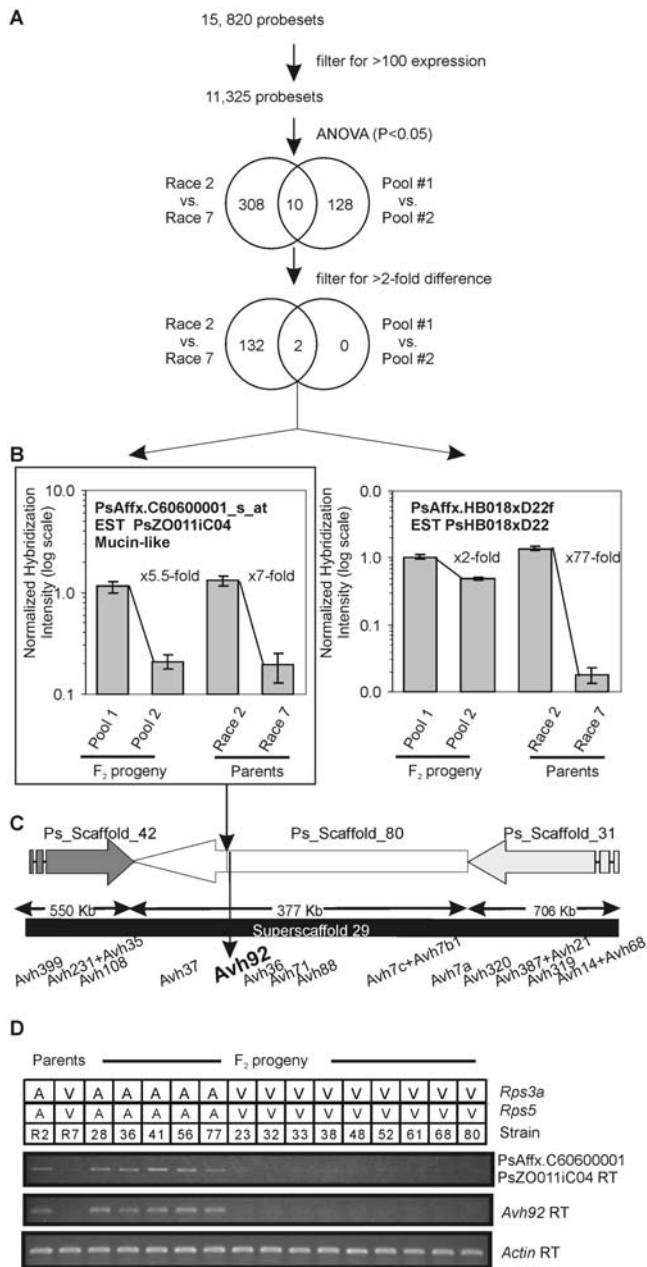 A
15, 820 probesets
filter for >100 expression
11,325 probesets
ANOVA (P<0.05)
Race 2
vs.
Race 7
308
10
128
Pool #1
vs.
Pool #2
filter for >2-fold difference
Race 2
vs.
Race 7
132
2
0
Pool #1
vs.
Pool #2
B
Normalized Hybridization
Intensity (log scale)
10.0
1.0
0.1
PsAffx.C60600001_s_at
EST PsZO011iC04
Mucin-like
x5.5-fold
x7-fold
Pool 1
Pool 2
Race 2
Race 7
F2 progeny
Parents
Normalized Hybridization
Intensity (log scale)
0.0
1.0
0.1
0.0
PsAffx.HB018xD22f
EST PsHB018xD22
x2-fold
x77-fold
Pool 1
Pool 2
Race 2
Race 7
F2 progeny
Parents
C
Ps_Scaffold_42
Ps_Scaffold_80
Ps_Scaffold_31
550 Kb
377 Kb
706 Kb
Superscaffold 29
Avh399
Avh231+Avh35
Avh108
Avh37
Avh92
Avh36
Avh71
Avh88
Avh7c+Avh7b1
Avh7a
Avh320
Avh387+Avh21
Avh319
Avh14+Avh68
D
Parents
F2 progeny
A V A A A A A V V V V V V V V V Rps3a
A V A A A A A V V V V V V V V V Rps5
R2 R7 28 36 41 56 77 23 32 33 38 48 52 61 68 80 Strain
PsAffx.C60600001
PsZO011iC04 RT
Avh92 RT
Actin RT